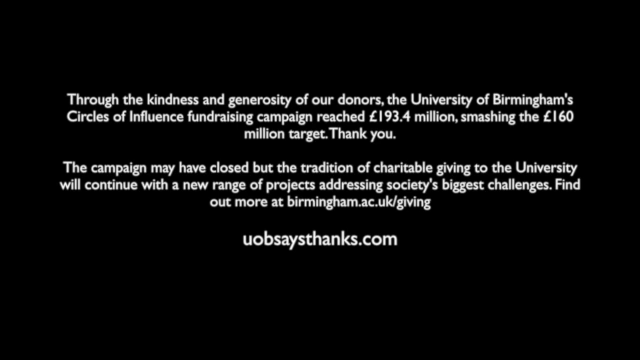 Through the kindness and generosity of our donors, the University of Birmingham's
Circles of Influence fundraising campaign reached £193.4 million, smashing the £160
million target. Thank you.
The campaign may have closed but the tradition of charitable giving to the University
will continue with a new range of projects addressing society's biggest challenges. Find
out more at birmingham.ac.uk/giving
uobsaysthanks.com